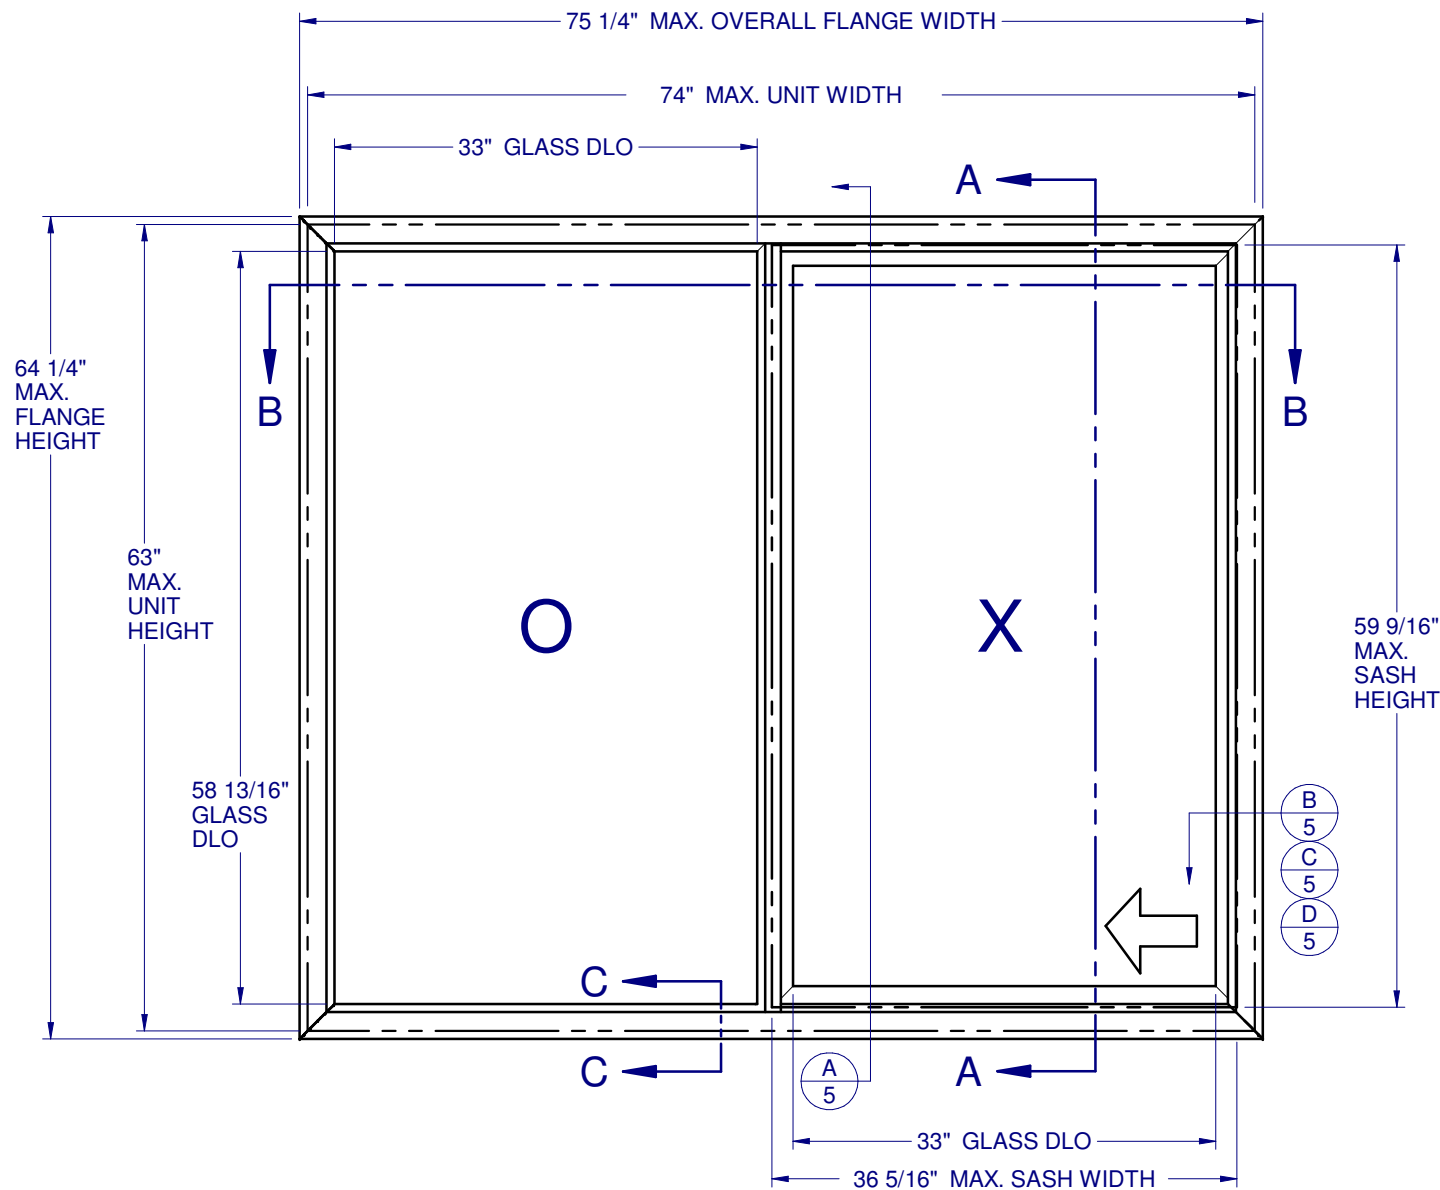 75 1/4" MAX. OVERALL FLANGE WIDTH
74" MAX. UNIT WIDTH
33" GLASS DLO
A
64 1/4"
MAX.
FLANGE
HEIGHT
B
B
63"
MAX.
UNIT
HEIGHT
O
X
59 9/16"
MAX.
SASH
HEIGHT
58 13/16"
GLASS
DLO
B
5
C
5
D
5
C
C
A
5
A
33" GLASS DLO
36 5/16" MAX. SASH WIDTH